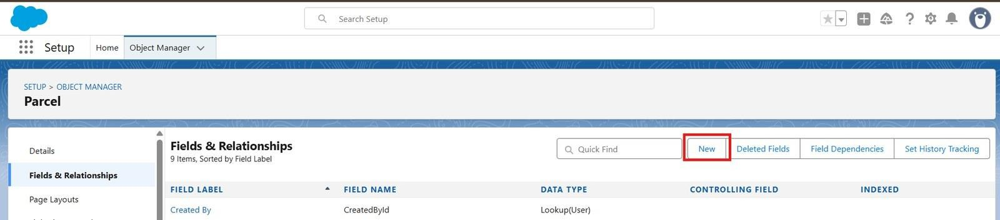 Search Setup
Setup
Home
Object Manager
SETUP > OBJECT MANAGER
Parcel
Details
Fields & Relationships
Page Layouts
Fields & Relationships
9 Items, Sorted by Field Label
Quick Find
New
Deleted Fields
Field Dependencies
Set History Tracking
FIELD LABEL
FIELD NAME
DATA TYPE
CONTROLLING FIELD
INDEXED
Created By
CreatedById
Lookup(User)